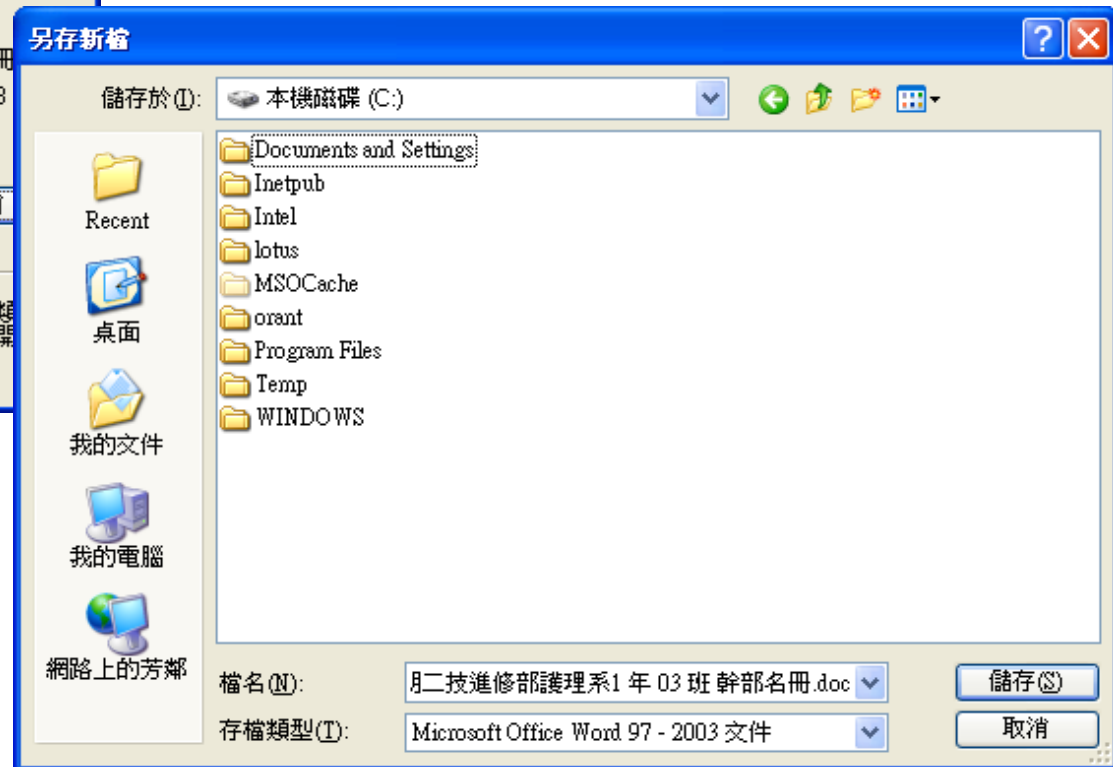 另存新檔
儲存於(I):
本機磁碟 (C:)
Recent
桌面
我的文件
我的電腦
網路上的芳鄰
Documents and Settings
Inetpub
Intel
lotus
MSOCache
orant
Program Files
Temp
WINDOWS
檔名(N):
二技進修部護理系1 年 03 班 幹部名冊.doc
儲存(S)
存檔類型(T):
Microsoft Office Word 97 - 2003 文件
取消